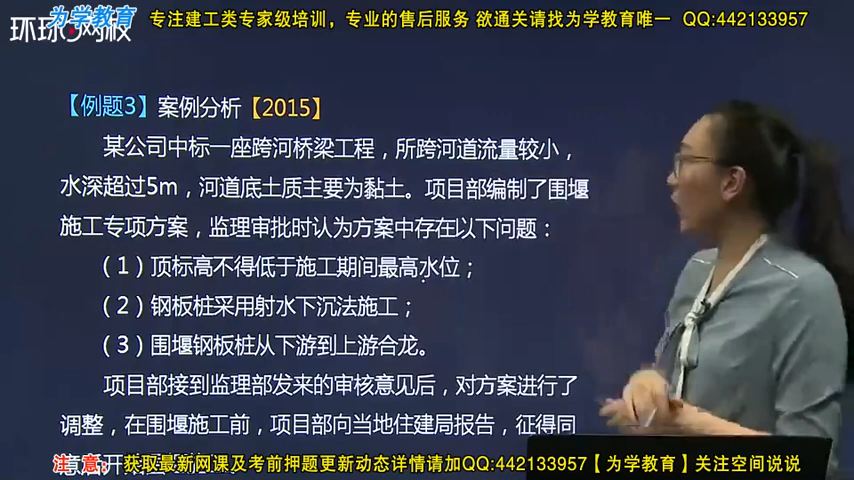 为学教育
环球网校
专注建工类专家级培训，专业的售后服务 欲通关请找为学教育唯一 QQ:442133957
【例题3】案例分析【2015】
某公司中标一座跨河桥梁工程，所跨河道流量较小，
水深超过5m，河道底土质主要为黏土。项目部编制了围堰
施工专项方案，监理审批时认为方案中存在以下问题：
（1）顶标高不得低于施工期间最高水位；
（2）钢板桩采用射水下沉法施工；
（3）围堰钢板桩从下游到上游合龙。
项目部接到监理部发来的审核意见后，对方案进行了
调整，在围堰施工前，项目部向当地住建局报告，征得同
注 意：获取最新网课及考前押题更新动态详情请加QQ:442133957【为学教育】关注空间说说